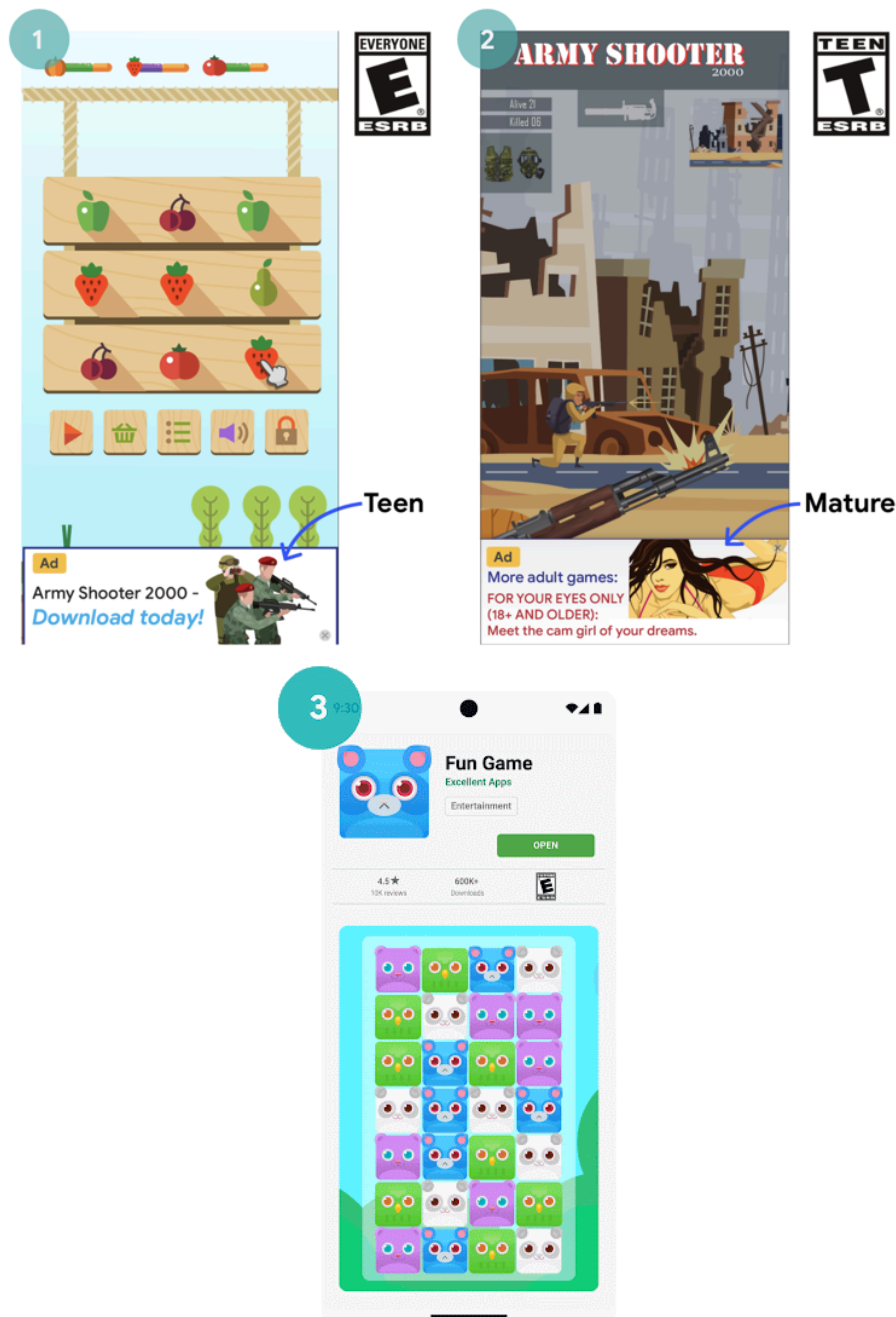 1
EVERYONE
E
ESRB
Teen
Ad
Army Shooter 2000 -
Download today!
2
ARMY SHOOTER
2000
TEEN
T
ESRB
Alive 21
Killed 06
Mature
Ad
More adult games:
FOR YOUR EYES ONLY
(18+ AND OLDER):
Meet the cam girl of your dreams.
3
9:30
Fun Game
Excellent Apps
Entertainment
OPEN
4.5★
10K reviews
600K+
Downloads
E